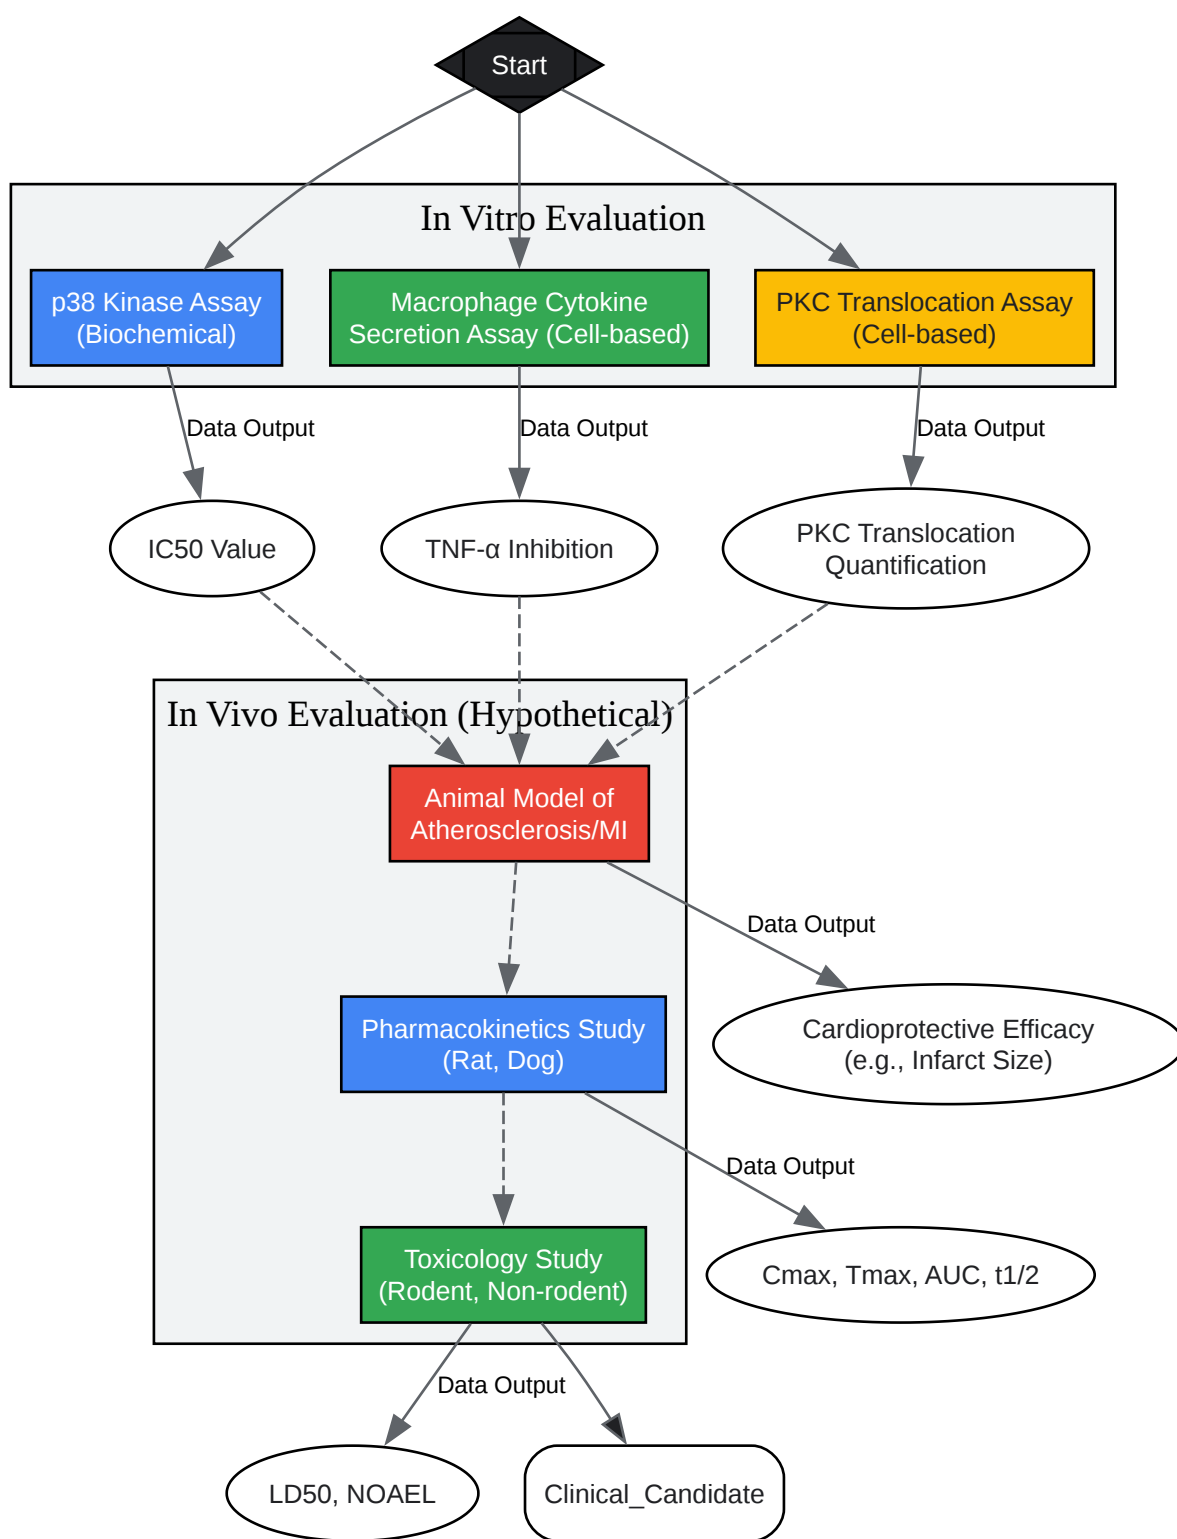 Start
In Vitro Evaluation
p38 Kinase Assay
(Biochemical)
Macrophage Cytokine
Secretion Assay (Cell-based)
PKC Translocation Assay
(Cell-based)
Data Output
Data Output
Data Output
IC50 Value
TNF-α Inhibition
PKC Translocation
Quantification
In Vivo Evaluation (Hypothetical)
Animal Model of
Atherosclerosis/MI
Data Output
Pharmacokinetics Study
(Rat, Dog)
Cardioprotective Efficacy
(e.g., Infarct Size)
Data Output
Toxicology Study
(Rodent, Non-rodent)
Cmax, Tmax, AUC, t1/2
Data Output
LD50, NOAEL
Clinical_Candidate